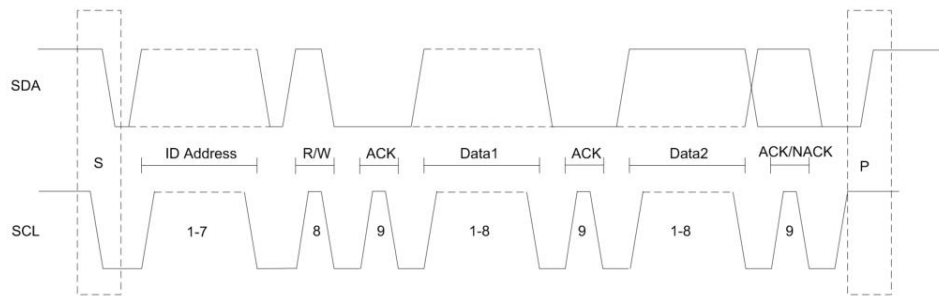 SDA
S ID Address R/W ACK Data1 ACK Data2 ACK/NACK P
SCL 1-7 8 9 1-8 9 1-8 9